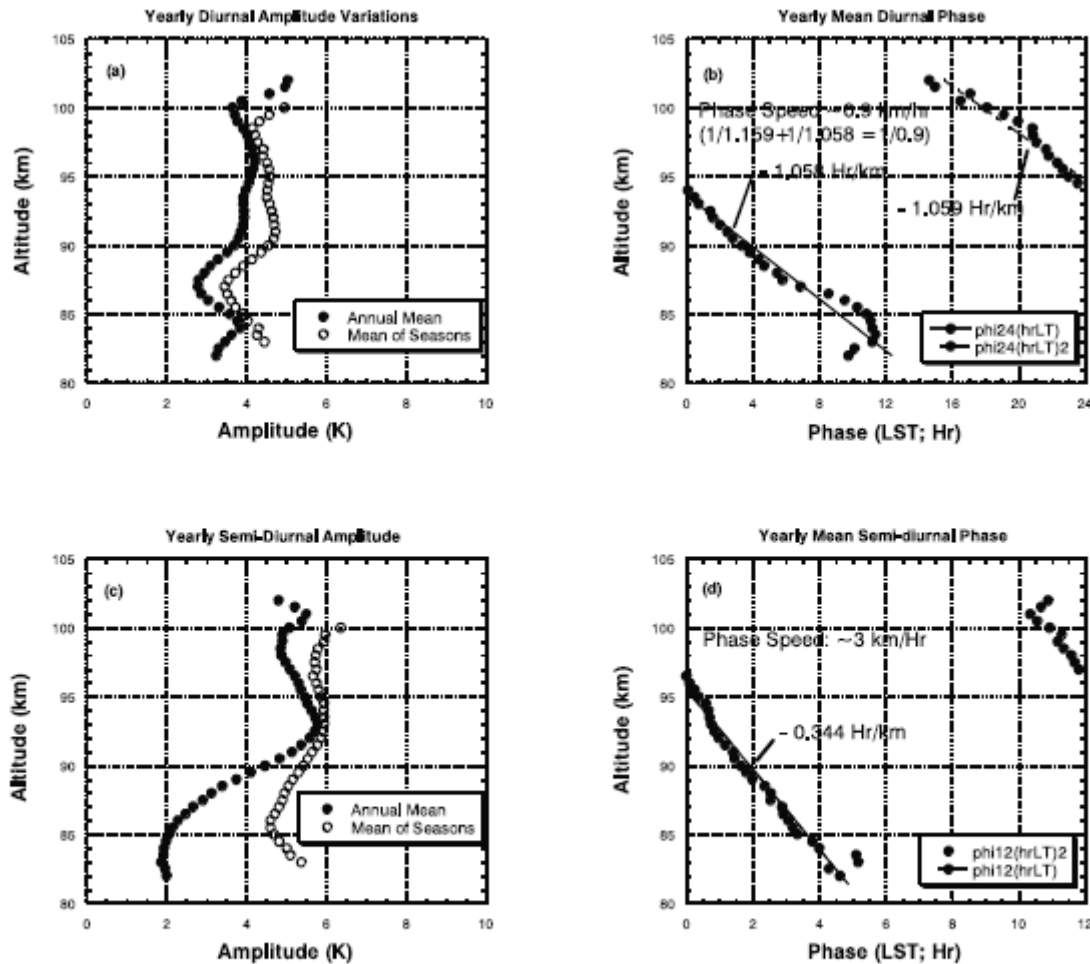 Yearly Diurnal Amplitude Variations
(a)
Altitude (km)
105
100
95
90
85
80
Annual Mean
Mean of Seasons
0 2 4 6 8 10
Amplitude (K)
Yearly Mean Diurnal Phase
(b)
Altitude (km)
105
100
95
90
85
80
Phase Speed: ~0.9 km/hr
(1/1.159+1/1.058 = 1/0.9)
- 1.058 Hr/km
- 1.059 Hr/km
phi24(hrLT)
phi24(hrLT)2
0 4 8 12 16 20 24
Phase (LST; Hr)
Yearly Semi-Diurnal Amplitude
(c)
Altitude (km)
105
100
95
90
85
80
Annual Mean
Mean of Seasons
0 2 4 6 8 10
Amplitude (K)
Yearly Mean Semi-diurnal Phase
(d)
Altitude (km)
105
100
95
90
85
80
Phase Speed: ~3 km/Hr
- 0.344 Hr/km
phi12(hrLT)2
phi12(hrLT)
0 2 4 6 8 10 12
Phase (LST; Hr)